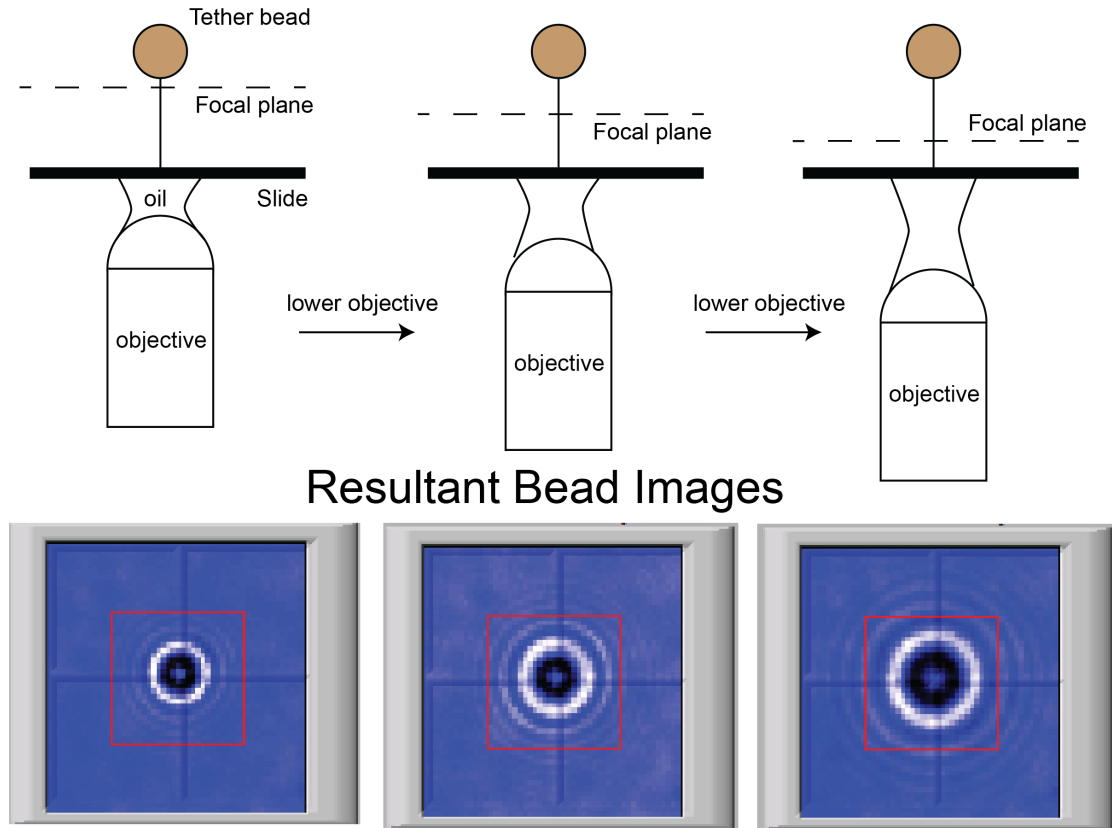 Tether bead
Focal plane
oil
Slide
objective
lower objective
Focal plane
objective
lower objective
Focal plane
objective
Resultant Bead Images